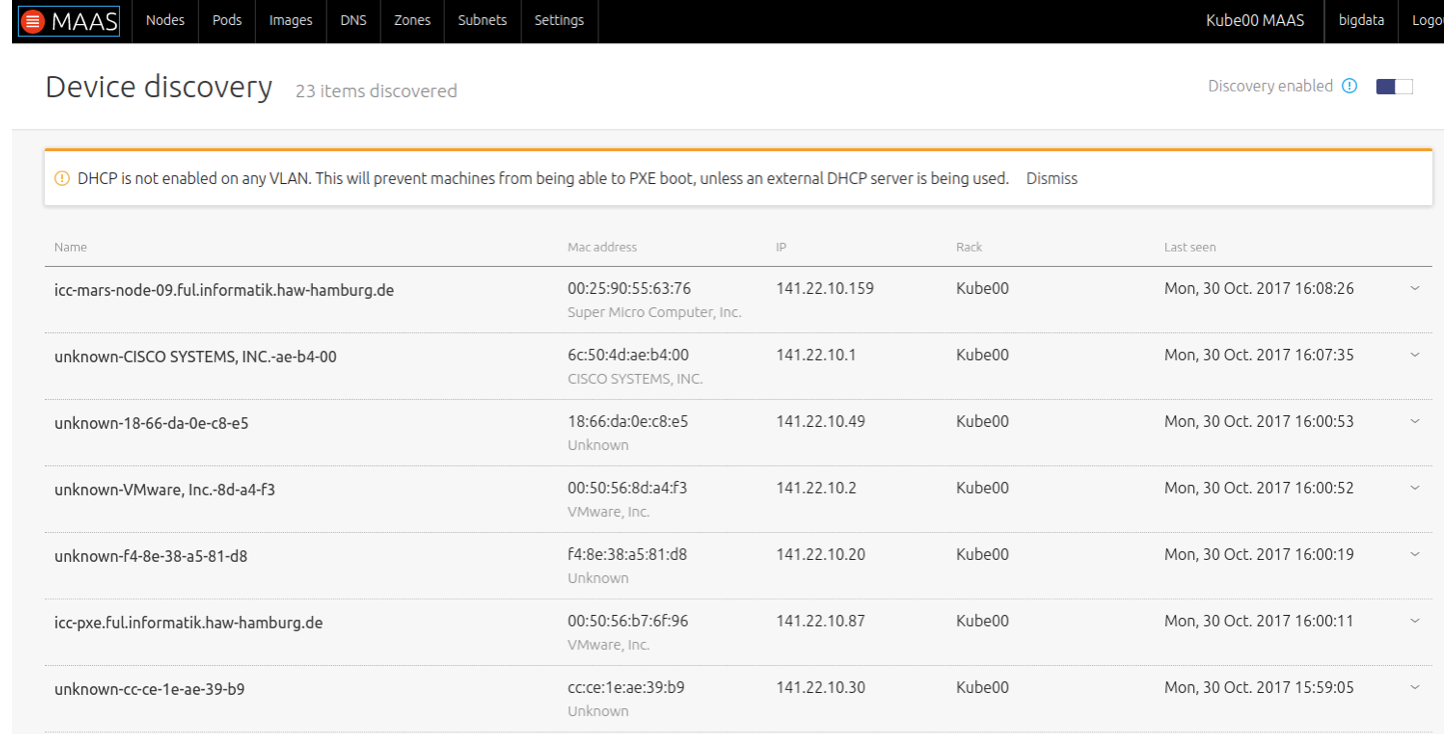 MAAS Nodes Pods Images DNS Zones Subnets Settings Kube00 MAAS bigdata
Device discovery 23 items discovered Discovery enabled
DHCP is not enabled on any VLAN. This will prevent machines from being able to PXE boot, unless an external DHCP server is being used. Dismiss
Name Mac address IP Rack Last seen
icc-mars-node-09.ful.informatik.haw-hamburg.de 00:25:90:55:63:76 141.22.10.159 Kube00 Mon, 30 Oct. 2017 16:08:26
Super Micro Computer, Inc.
unknown-CISCO SYSTEMS, INC.-ae-b4-00 6c:50:4d:ae:b4:00 141.22.10.1 Kube00 Mon, 30 Oct. 2017 16:07:35
CISCO SYSTEMS, INC.
unknown-18-66-da-0e-c8-e5 18:66:da:0e:c8:e5 141.22.10.49 Kube00 Mon, 30 Oct. 2017 16:00:53
Unknown
unknown-VMware, Inc.-8d-a4-f3 00:50:56:8d:a4:f3 141.22.10.2 Kube00 Mon, 30 Oct. 2017 16:00:52
VMware, Inc.
unknown-f4-8e-38-a5-81-d8 f4:8e:38:a5:81:d8 141.22.10.20 Kube00 Mon, 30 Oct. 2017 16:00:19
Unknown
icc-pxe.ful.informatik.haw-hamburg.de 00:50:56:b7:6f:96 141.22.10.87 Kube00 Mon, 30 Oct. 2017 16:00:11
VMware, Inc.
unknown-cc-ce-1e-ae-39-b9 cc:ce:1e:ae:39:b9 141.22.10.30 Kube00 Mon, 30 Oct. 2017 15:59:05
Unknown